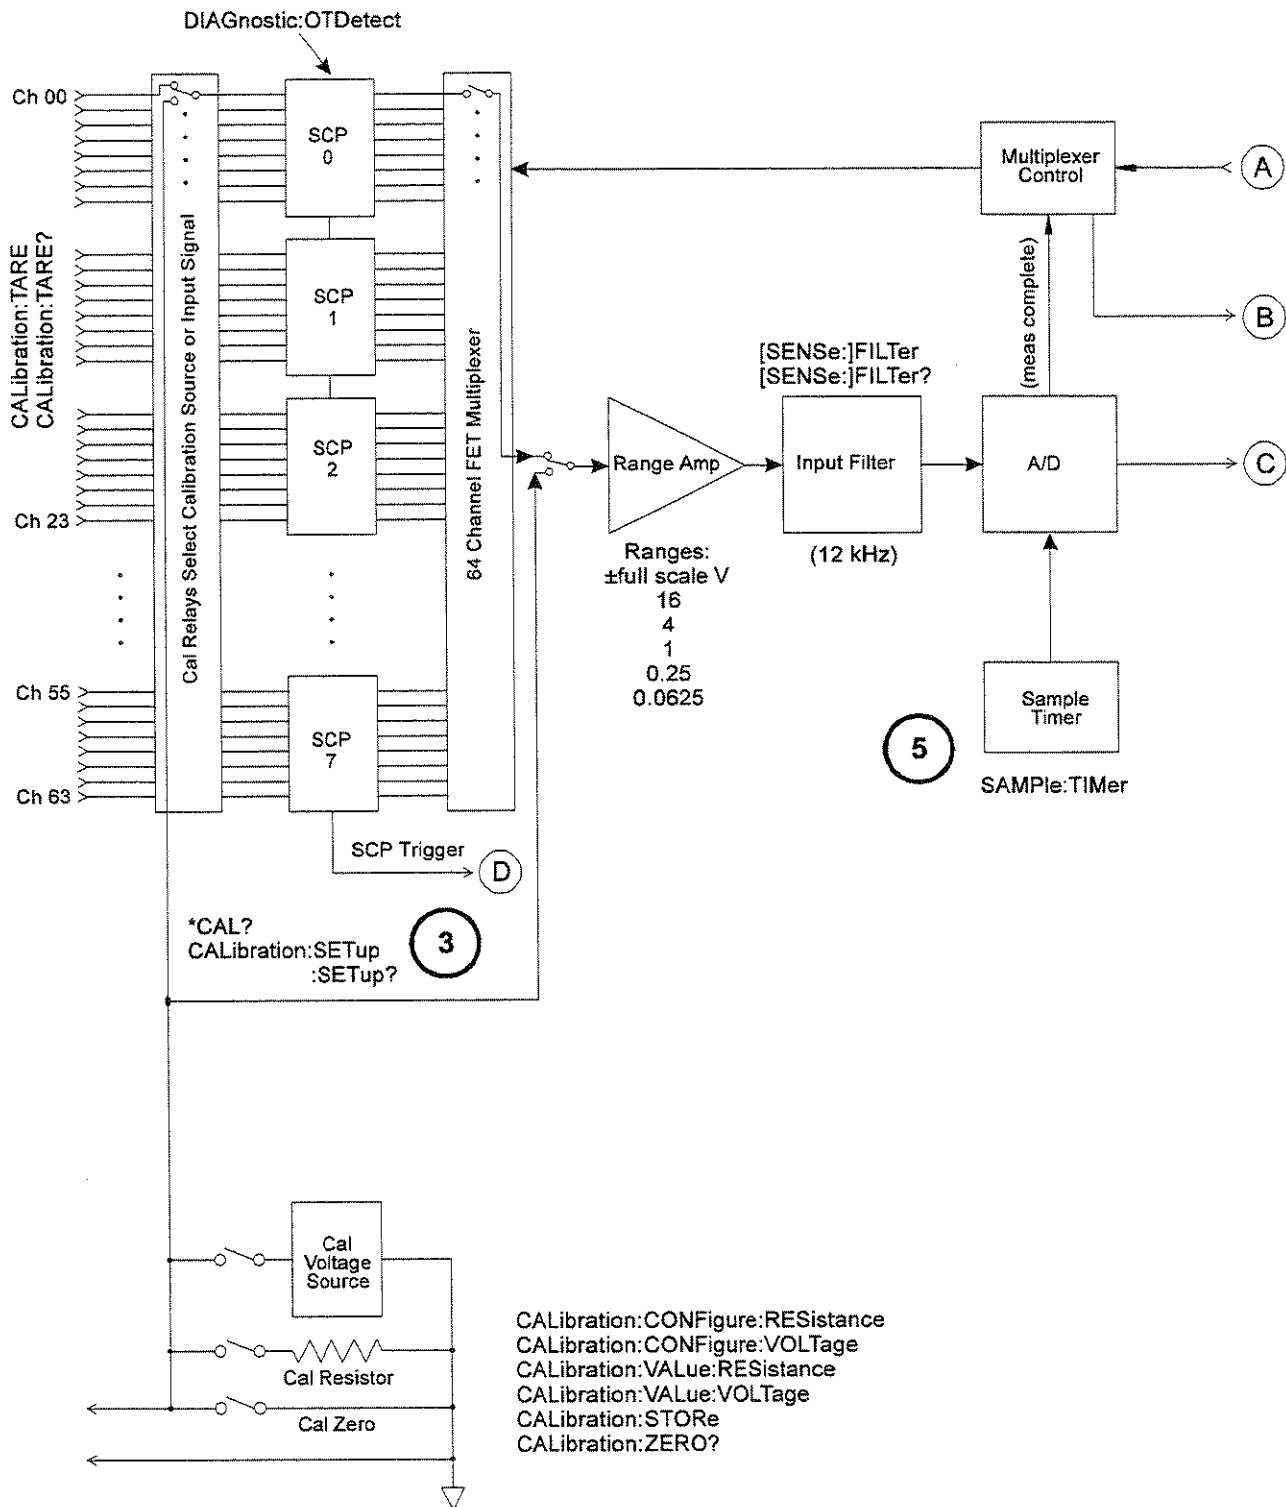 DIAGnostic:OTDetect
Ch 00
SCP
0
Multiplexer
Control
A
CALibration:TARE
CALibration:TARE?
Cal Relays Select Calibration Source or Input Signal
SCP
1
64 Channel FET Multiplexer
(meas complete)
B
[SENSe:]FILTer
[SENSe:]FILTer?
SCP
2
Range Amp
Input Filter
A/D
C
Ch 23
Ranges:
±full scale V
16
4
1
0.25
0.0625
(12 kHz)
Ch 55
SCP
7
Sample
Timer
5
Ch 63
SAMPle:TIMer
SCP Trigger
D
*CAL?
CALibration:SETup
:SETup?
3
Cal
Voltage
Source
Cal Resistor
Cal Zero
CALibration:CONFigure:RESistance
CALibration:CONFigure:VOLTage
CALibration:VALue:RESistance
CALibration:VALue:VOLTage
CALibration:STORe
CALibration:ZERO?